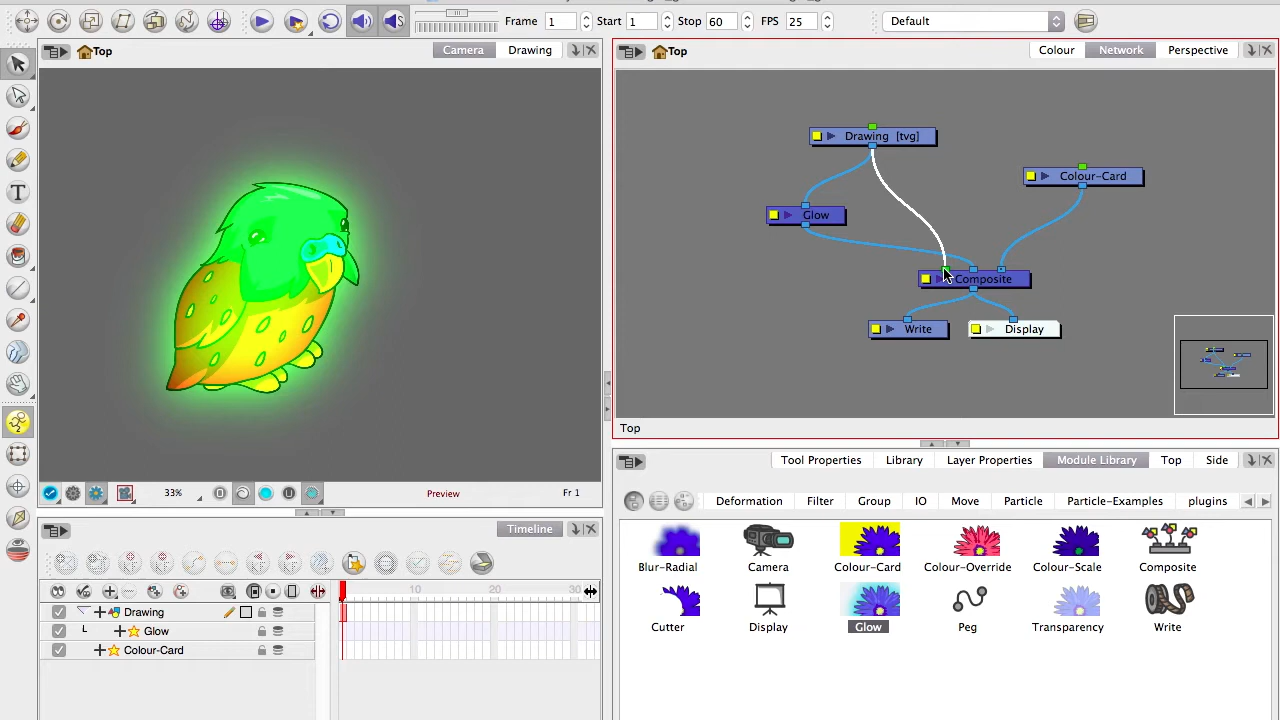 Frame 1 Start 1 Stop 60 FPS 25 Default
Top Camera Drawing
Top Colour Network Perspective
Drawing [tvg]
Colour-Card
Glow
Composite
Write Display
Top
33% Preview Fr 1
Tool Properties Library Layer Properties Module Library Top Side
Deformation Filter Group IO Move Particle Particle-Examples plugins
Blur-Radial Camera Colour-Card Colour-Override Colour-Scale Composite
Cutter Display Glow Peg Transparency Write
Timeline
10 20 30
Drawing
Glow
Colour-Card